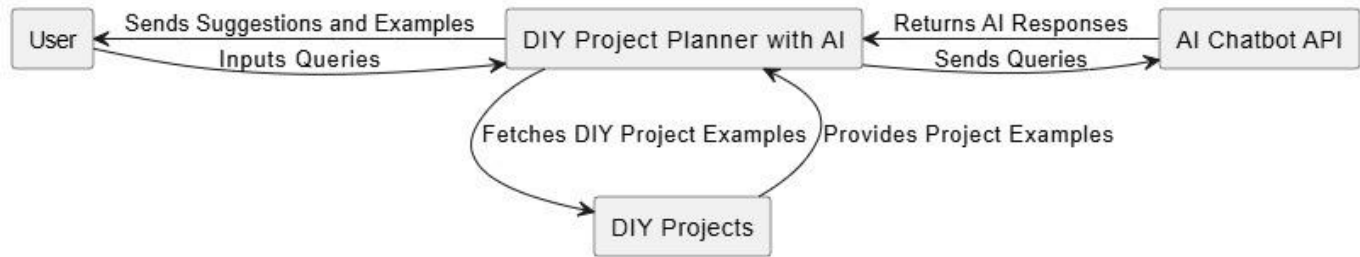 Sends Suggestions and Examples
Returns AI Responses
User
DIY Project Planner with AI
AI Chatbot API
Inputs Queries
Sends Queries
Fetches DIY Project Examples
Provides Project Examples
DIY Projects